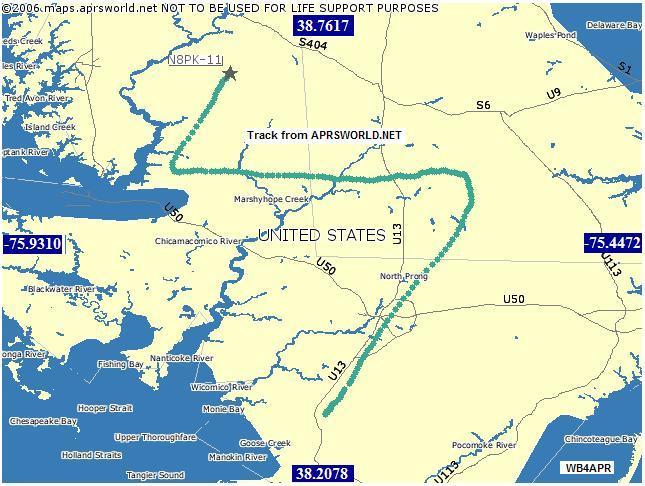 ©2006 maps.aprsworld.net NOT TO BE USED FOR LIFE SUPPORT PURPOSES
38.7617
Delaware Bay
Waples Pond
eds Creek
S404
N8PK-11
les River
S1
U9
Tred Avon River
S6
Island Creek
Track from APRSWORLD.NET
ptank River
Marshyhope Creek
U50
U13
-75.9310
Chicamacomico River
UNITED STATES
-75.4472
U50
U113
North Prong
Blackwater River
U50
onga River
Nanticoke River
Fishing Bay
U13
Wicomico River
Hooper Strait
Monie Bay
Chesapeake Bay
Upper Thoroughfare
Goose Creek
Pocomoke River
Chincoteague Bay
Holland Straits
Manokin River
Tangier Sound
38.2078
U113
WB4APR